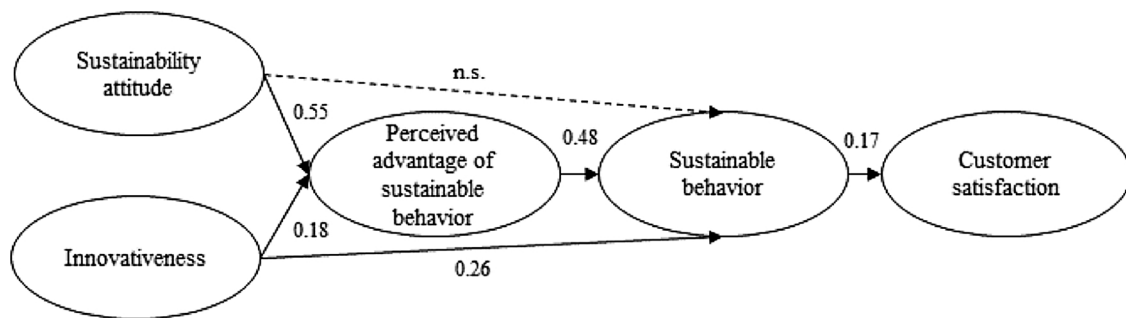 Sustainability
attitude
n.s.
0.55
Perceived
advantage of
sustainable
behavior
0.48
Sustainable
behavior
0.17
Customer
satisfaction
Innovativeness
0.18
0.26